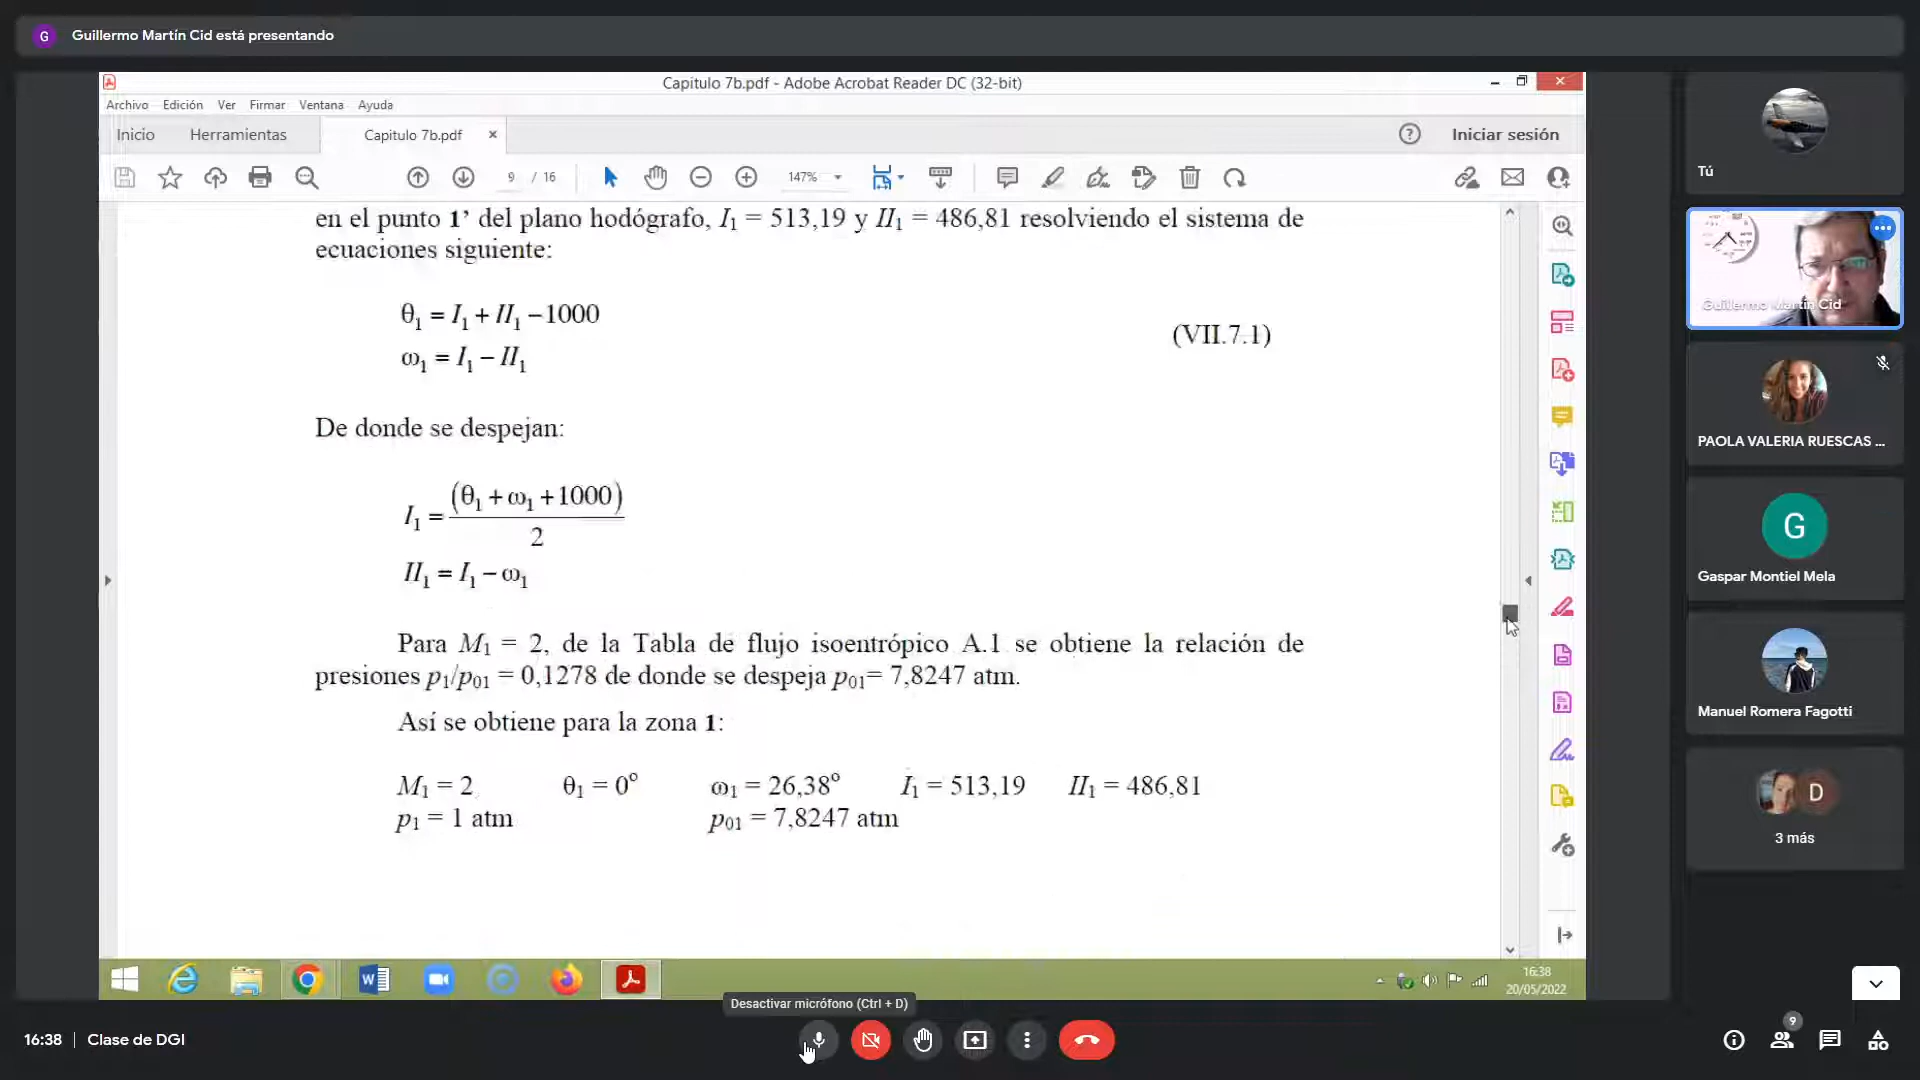 G Guillermo Martín Cid está presentando
Capitulo 7b.pdf - Adobe Acrobat Reader DC (32-bit)
Archivo Edición Ver Firmar Ventana Ayuda
Inicio Herramientas Capitulo 7b.pdf × Iniciar sesión
9 / 16 147%
en el punto 1’ del plano hodógrafo, I₁ = 513,19 y II₁ = 486,81 resolviendo el sistema de
ecuaciones siguiente:
θ₁ = I₁ + II₁ − 1000
(VII.7.1)
ω₁ = I₁ − II₁
De donde se despejan:
I₁ = (θ₁ + ω₁ + 1000) / 2
II₁ = I₁ − ω₁
Para M₁ = 2, de la Tabla de flujo isoentrópico A.1 se obtiene la relación de
presiones p₁/p₀₁ = 0,1278 de donde se despeja p₀₁= 7,8247 atm.
Así se obtiene para la zona 1:
M₁ = 2 θ₁ = 0° ω₁ = 26,38° I₁ = 513,19 II₁ = 486,81
p₁ = 1 atm p₀₁ = 7,8247 atm
16:38
20/05/2022
Tú
Guillermo Martín Cid
PAOLA VALERIA RUESCAS ...
G
Gaspar Montiel Mela
Manuel Romera Fagotti
D
3 más
Desactivar micrófono (Ctrl + D)
16:38 | Clase de DGI
9